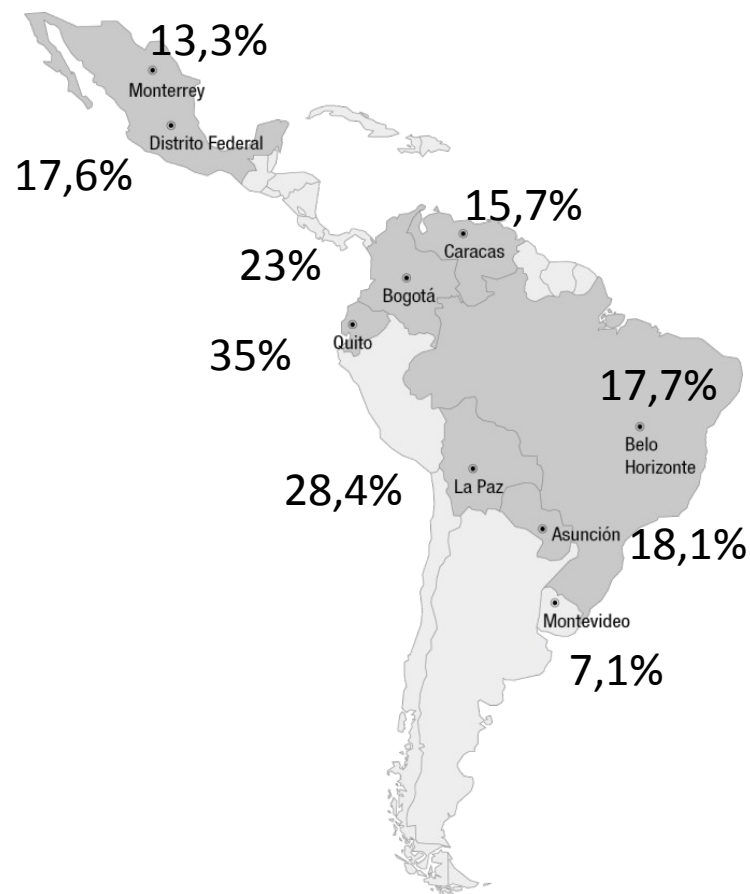 13,3%
Monterrey
Distrito Federal
17,6%
15,7%
Caracas
23%
Bogotá
Quito
35%
17,7%
Belo
Horizonte
28,4%
La Paz
Asunción
18,1%
Montevideo
7,1%